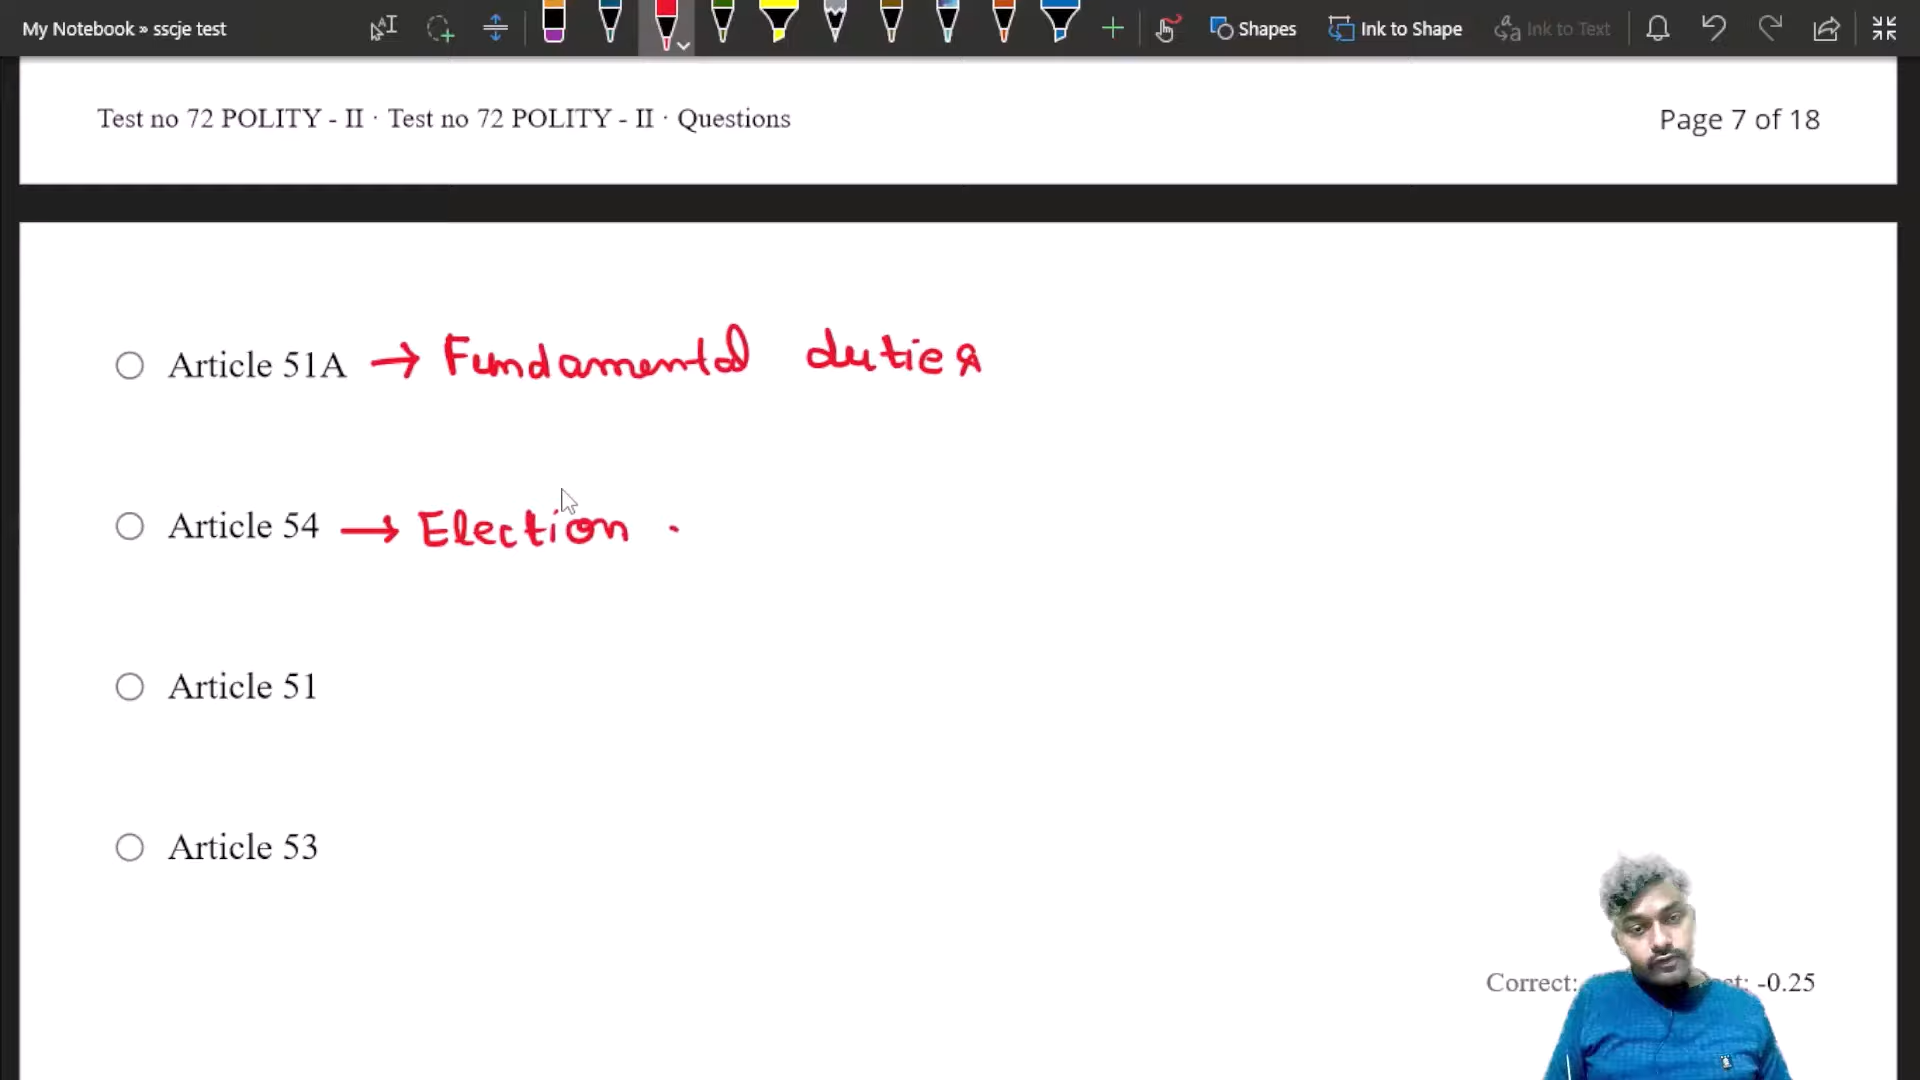 My Notebook » sscje test
Shapes
Ink to Shape
Ink to Text
Test no 72 POLITY - II · Test no 72 POLITY - II · Questions
Page 7 of 18
Article 51A → Fundamental duties
Article 54 → Election
Article 51
Article 53
Correct: -0.25